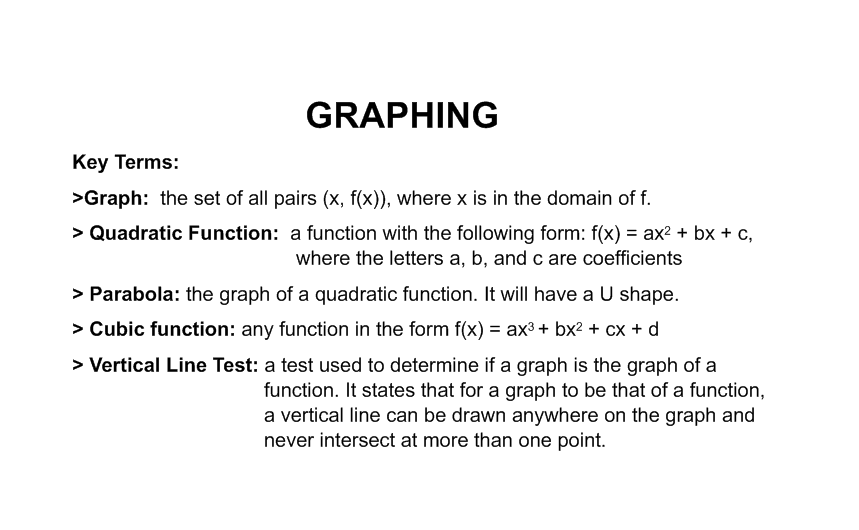 GRAPHING
Key Terms:
>Graph: the set of all pairs (x, f(x)), where x is in the domain of f.
> Quadratic Function: a function with the following form: f(x) = ax² + bx + c,
where the letters a, b, and c are coefficients
> Parabola: the graph of a quadratic function. It will have a U shape.
> Cubic function: any function in the form f(x) = ax³ + bx² + cx + d
> Vertical Line Test: a test used to determine if a graph is the graph of a
function. It states that for a graph to be that of a function,
a vertical line can be drawn anywhere on the graph and
never intersect at more than one point.